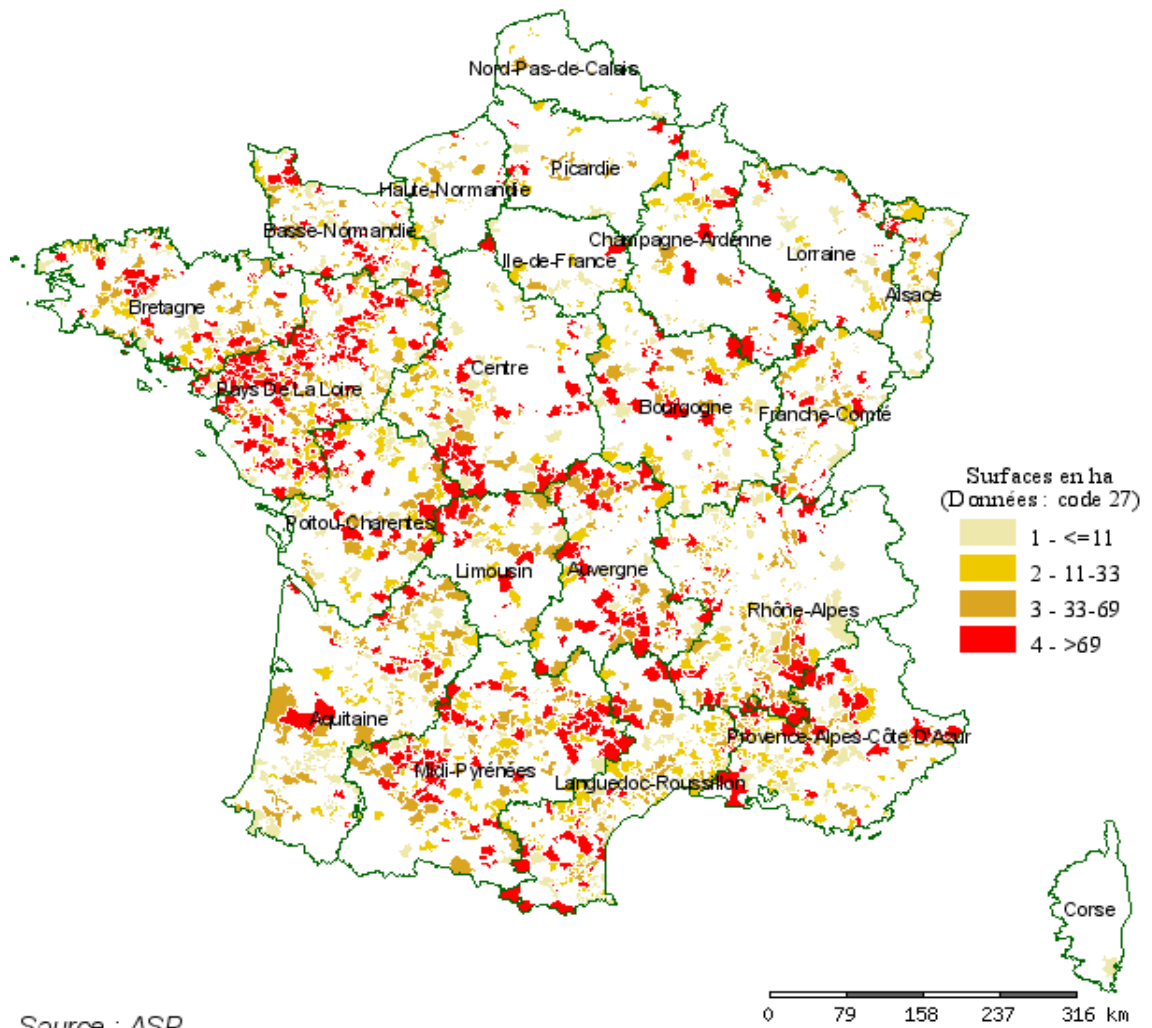 Nord-Pas-de-Calais
Picardie
Haute-Normandie
Basse-Normandie
Champagne-Ardenne
Ile-de-France
Lorraine
Alsace
Bretagne
Centre
Pays De La Loire
Bourgogne
Franche-Comté
Surfaces en ha
(Données : code 27)
1 - <=11
2 - 11-33
3 - 33-69
4 - >69
Poitou-Charentes
Limousin
Auvergne
Rhône-Alpes
Aquitaine
Provence-Alpes-Côte D'Azur
Midi-Pyrénées
Languedoc-Roussillon
Corse
0 79 158 237 316 km
Source : ASP